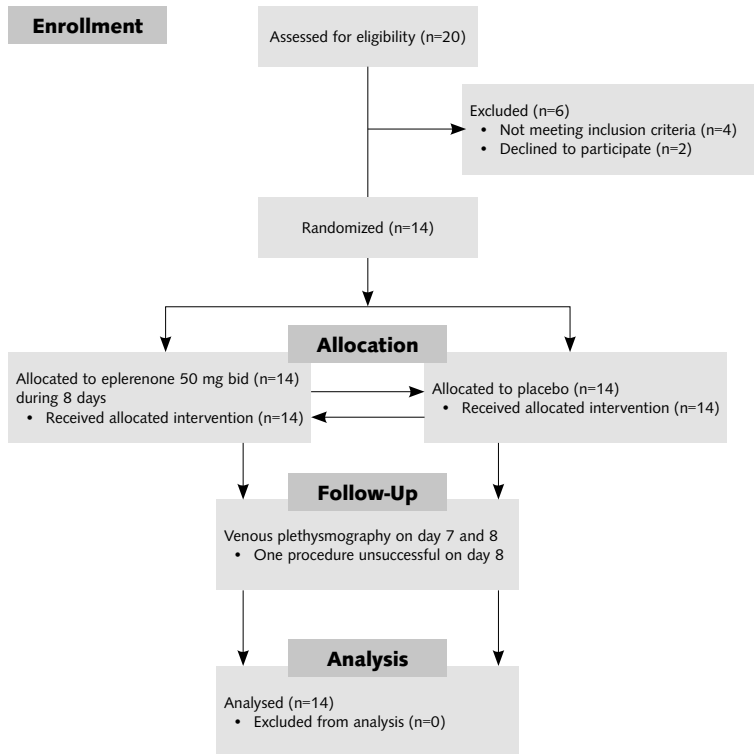 Enrollment
Assessed for eligibility (n=20)
Excluded (n=6)
• Not meeting inclusion criteria (n=4)
• Declined to participate (n=2)
Randomized (n=14)
Allocation
Allocated to eplerenone 50 mg bid (n=14)
during 8 days
• Received allocated intervention (n=14)
Allocated to placebo (n=14)
• Received allocated intervention (n=14)
Follow-Up
Venous plethysmography on day 7 and 8
• One procedure unsuccessful on day 8
Analysis
Analysed (n=14)
• Excluded from analysis (n=0)